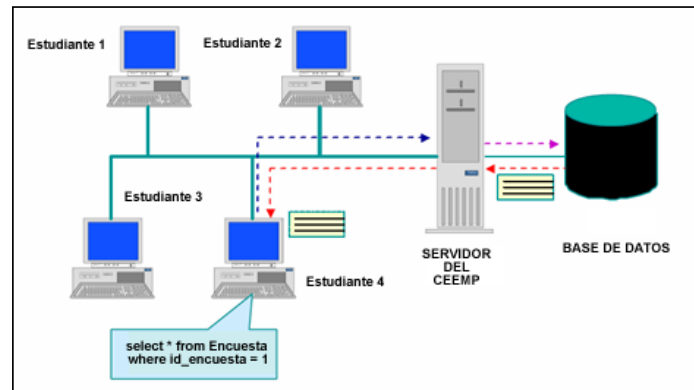 Estudiante 1
Estudiante 2
Estudiante 3
Estudiante 4
SERVIDOR
DEL
CEEMP
BASE DE DATOS
select * from Encuesta
where id_encuesta = 1